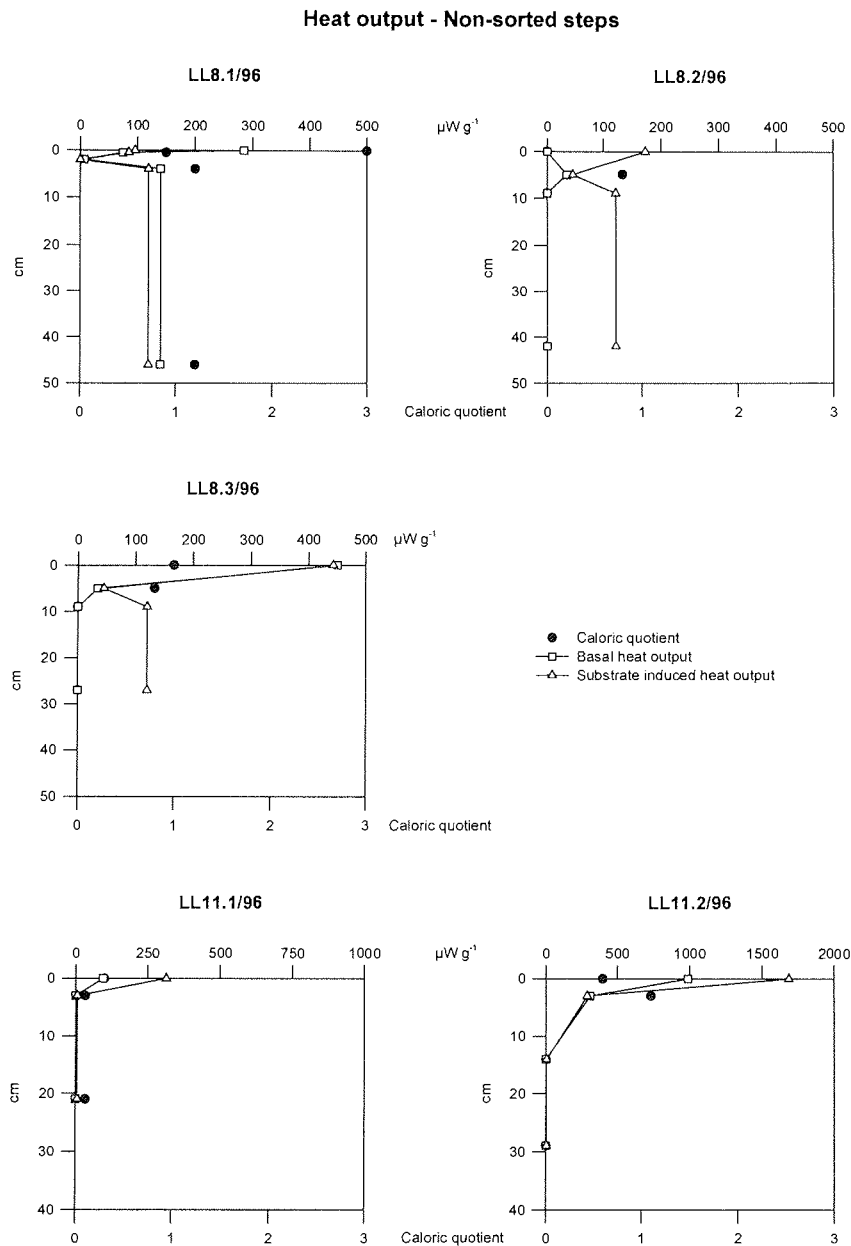 Heat output - Non-sorted steps
LL8.1/96
0 100 200 300 400 500 µW g-1
0
10
20
30
40
50
cm
0 1 2 3 Caloric quotient
LL8.2/96
0 100 200 300 400 500
0
10
20
30
40
50
cm
0 1 2 3
LL8.3/96
0 100 200 300 400 500 µW g-1
0
10
20
30
40
50
cm
0 1 2 3 Caloric quotient
Caloric quotient
Basal heat output
Substrate induced heat output
LL11.1/96
0 250 500 750 1000 µW g-1
0
10
20
30
40
cm
0 1 2 3 Caloric quotient
LL11.2/96
0 500 1000 1500 2000
0
10
20
30
40
cm
0 1 2 3